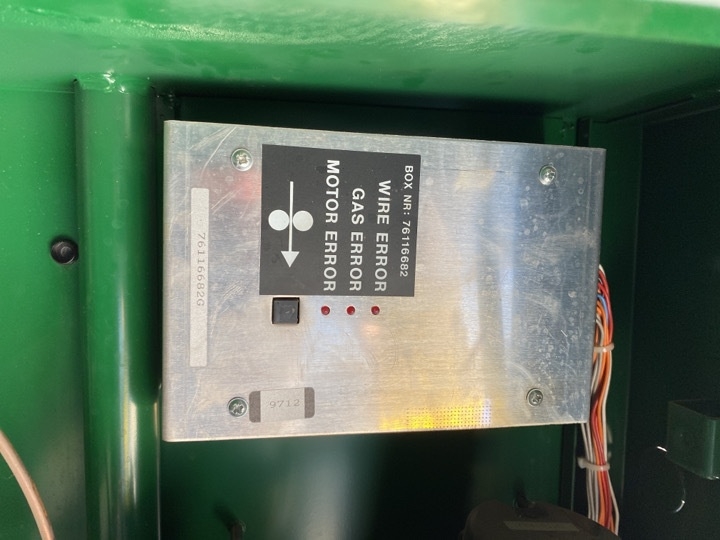 BOX NR: 76116682
WIRE ERROR
GAS ERROR
MOTOR ERROR
76116682G
9712